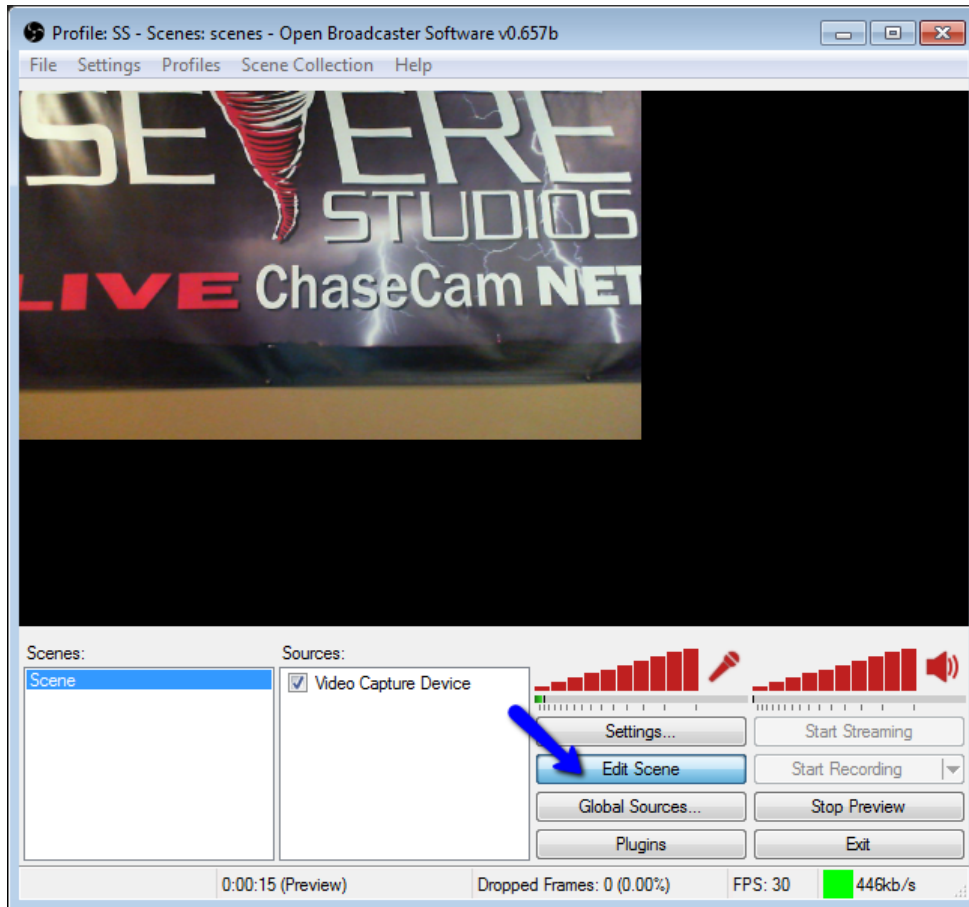 Profile: SS - Scenes: scenes - Open Broadcaster Software v0.657b
File Settings Profiles Scene Collection Help
SEVERE
STUDIOS
LIVE ChaseCam NET
Scenes: Sources:
Scene Video Capture Device
Settings... Start Streaming
Edit Scene Start Recording
Global Sources... Stop Preview
Plugins Exit
0:00:15 (Preview) Dropped Frames: 0 (0.00%) FPS: 30 446kb/s